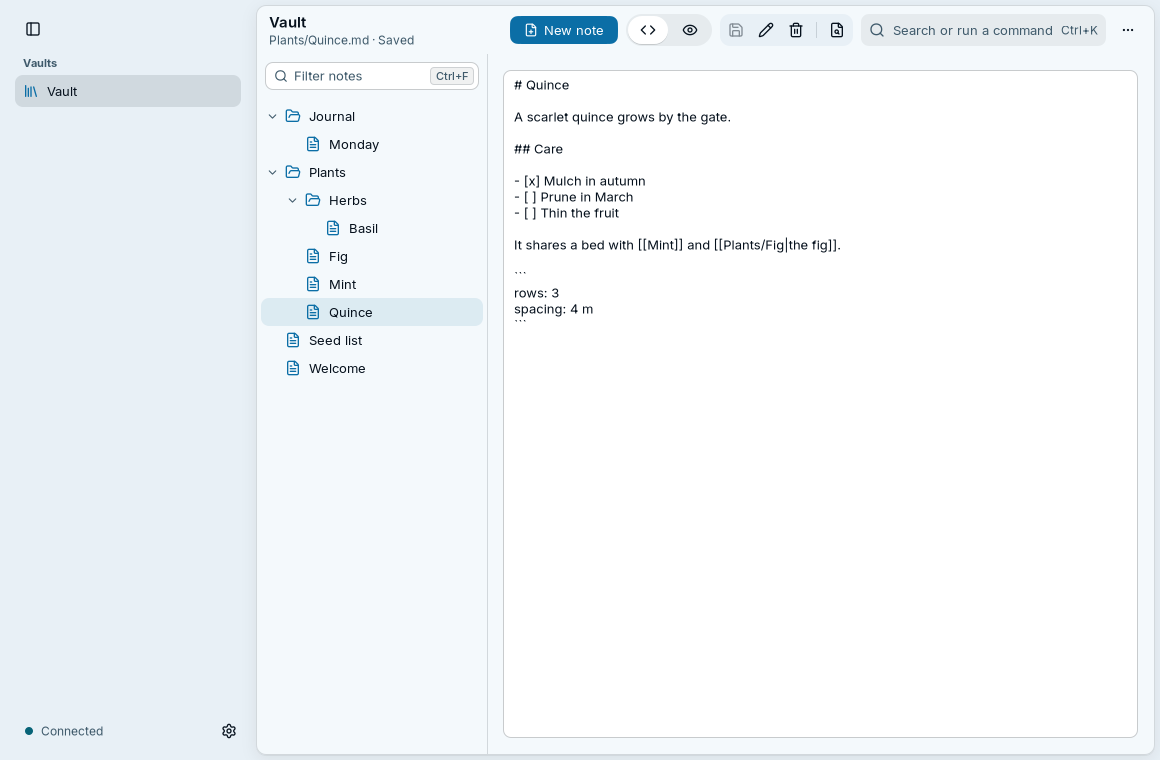 Vaults
Vault
Connected
Vault
Plants/Quince.md · Saved
New note
Search or run a command Ctrl+K
Filter notes Ctrl+F
Journal
Monday
Plants
Herbs
Basil
Fig
Mint
Quince
Seed list
Welcome
# Quince
A scarlet quince grows by the gate.
## Care
- [x] Mulch in autumn
- [ ] Prune in March
- [ ] Thin the fruit
It shares a bed with [[Mint]] and [[Plants/Fig|the fig]].
```
rows: 3
spacing: 4 m
```